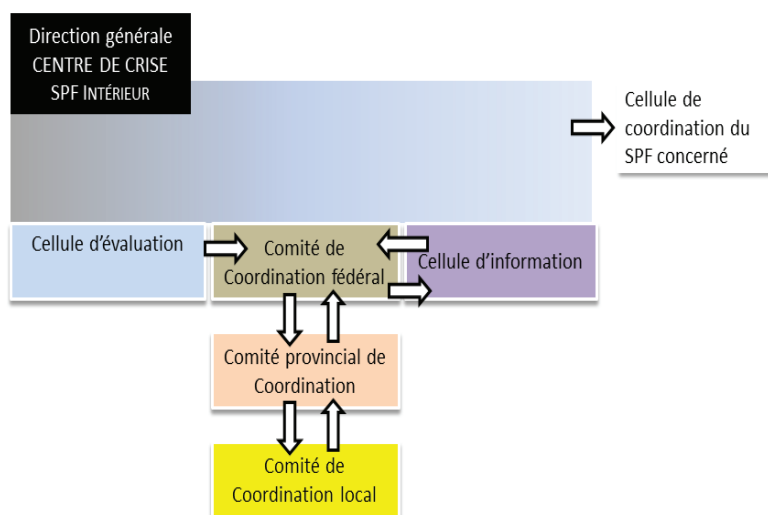 Direction générale
CENTRE DE CRISE
SPF INTÉRIEUR
Cellule de
coordination du
SPF concerné
Cellule d'évaluation
Comité de
Coordination fédéral
Cellule d'information
Comité provincial de
Coordination
Comité de
Coordination local